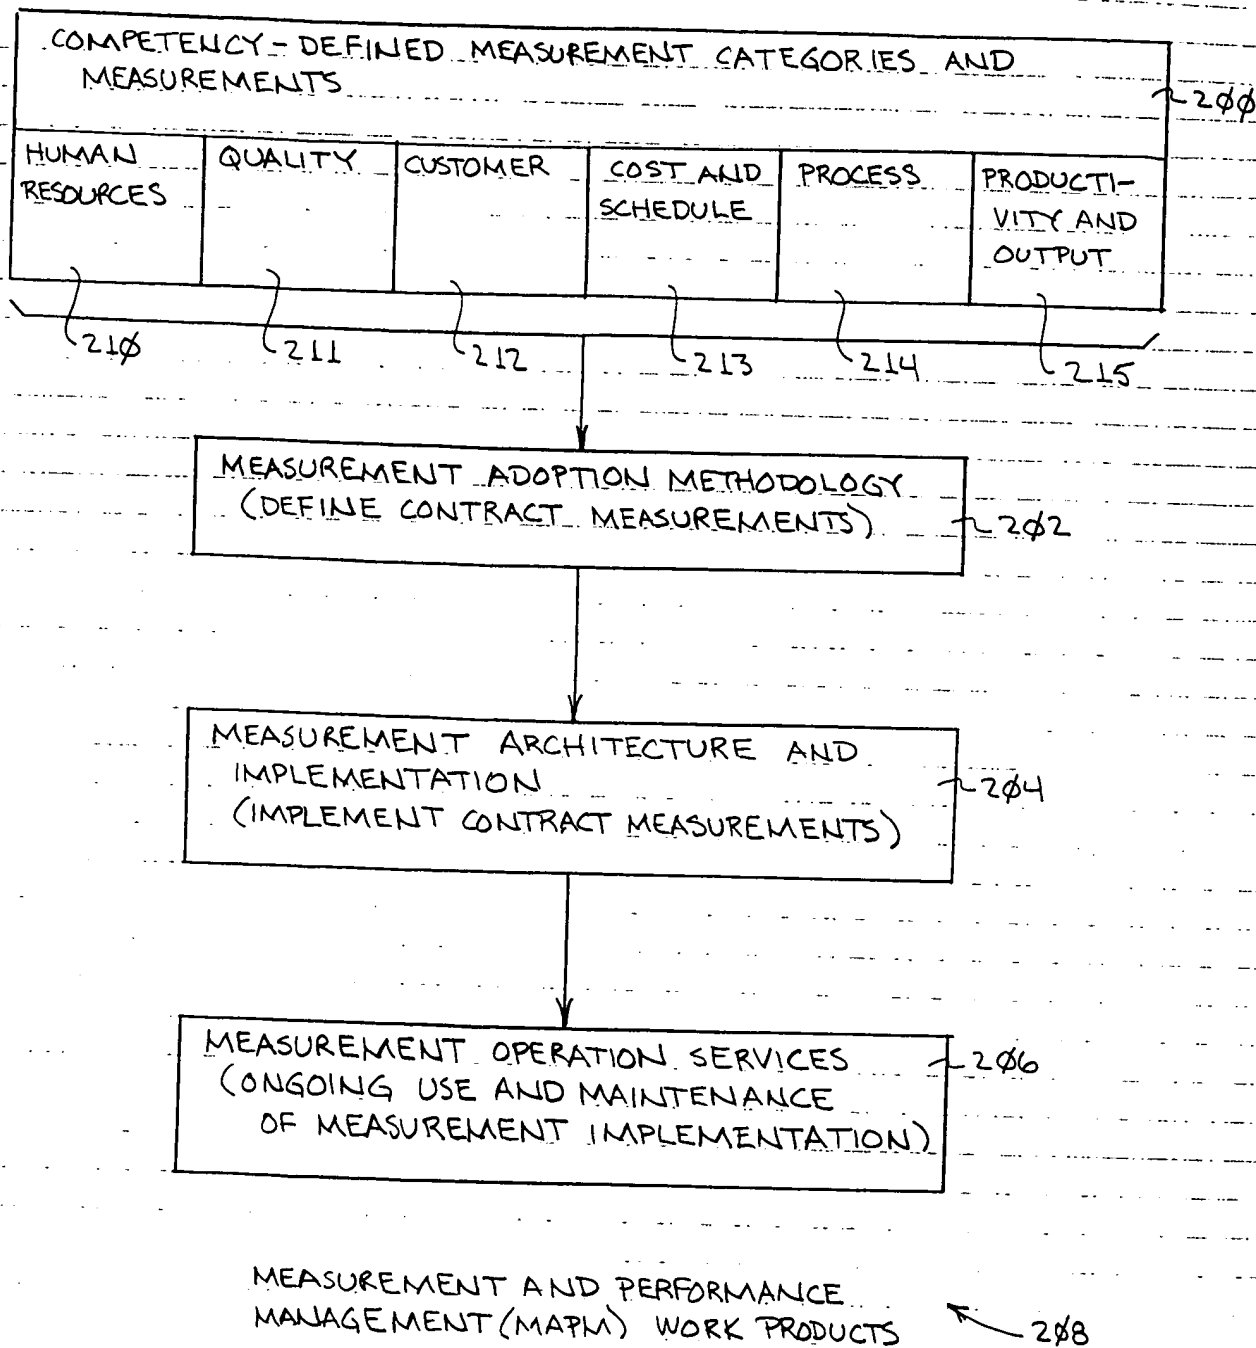 COMPETENCY-DEFINED MEASUREMENT CATEGORIES AND
MEASUREMENTS
200
HUMAN
RESOURCES
QUALITY
CUSTOMER
COST AND
SCHEDULE
PROCESS
PRODUCTI-
VITY AND
OUTPUT
210
211
212
213
214
215
MEASUREMENT ADOPTION METHODOLOGY
(DEFINE CONTRACT MEASUREMENTS)
202
MEASUREMENT ARCHITECTURE AND
IMPLEMENTATION
(IMPLEMENT CONTRACT MEASUREMENTS)
204
MEASUREMENT OPERATION SERVICES
(ONGOING USE AND MAINTENANCE
OF MEASUREMENT IMPLEMENTATION)
206
MEASUREMENT AND PERFORMANCE
MANAGEMENT (MAPM) WORK PRODUCTS
208